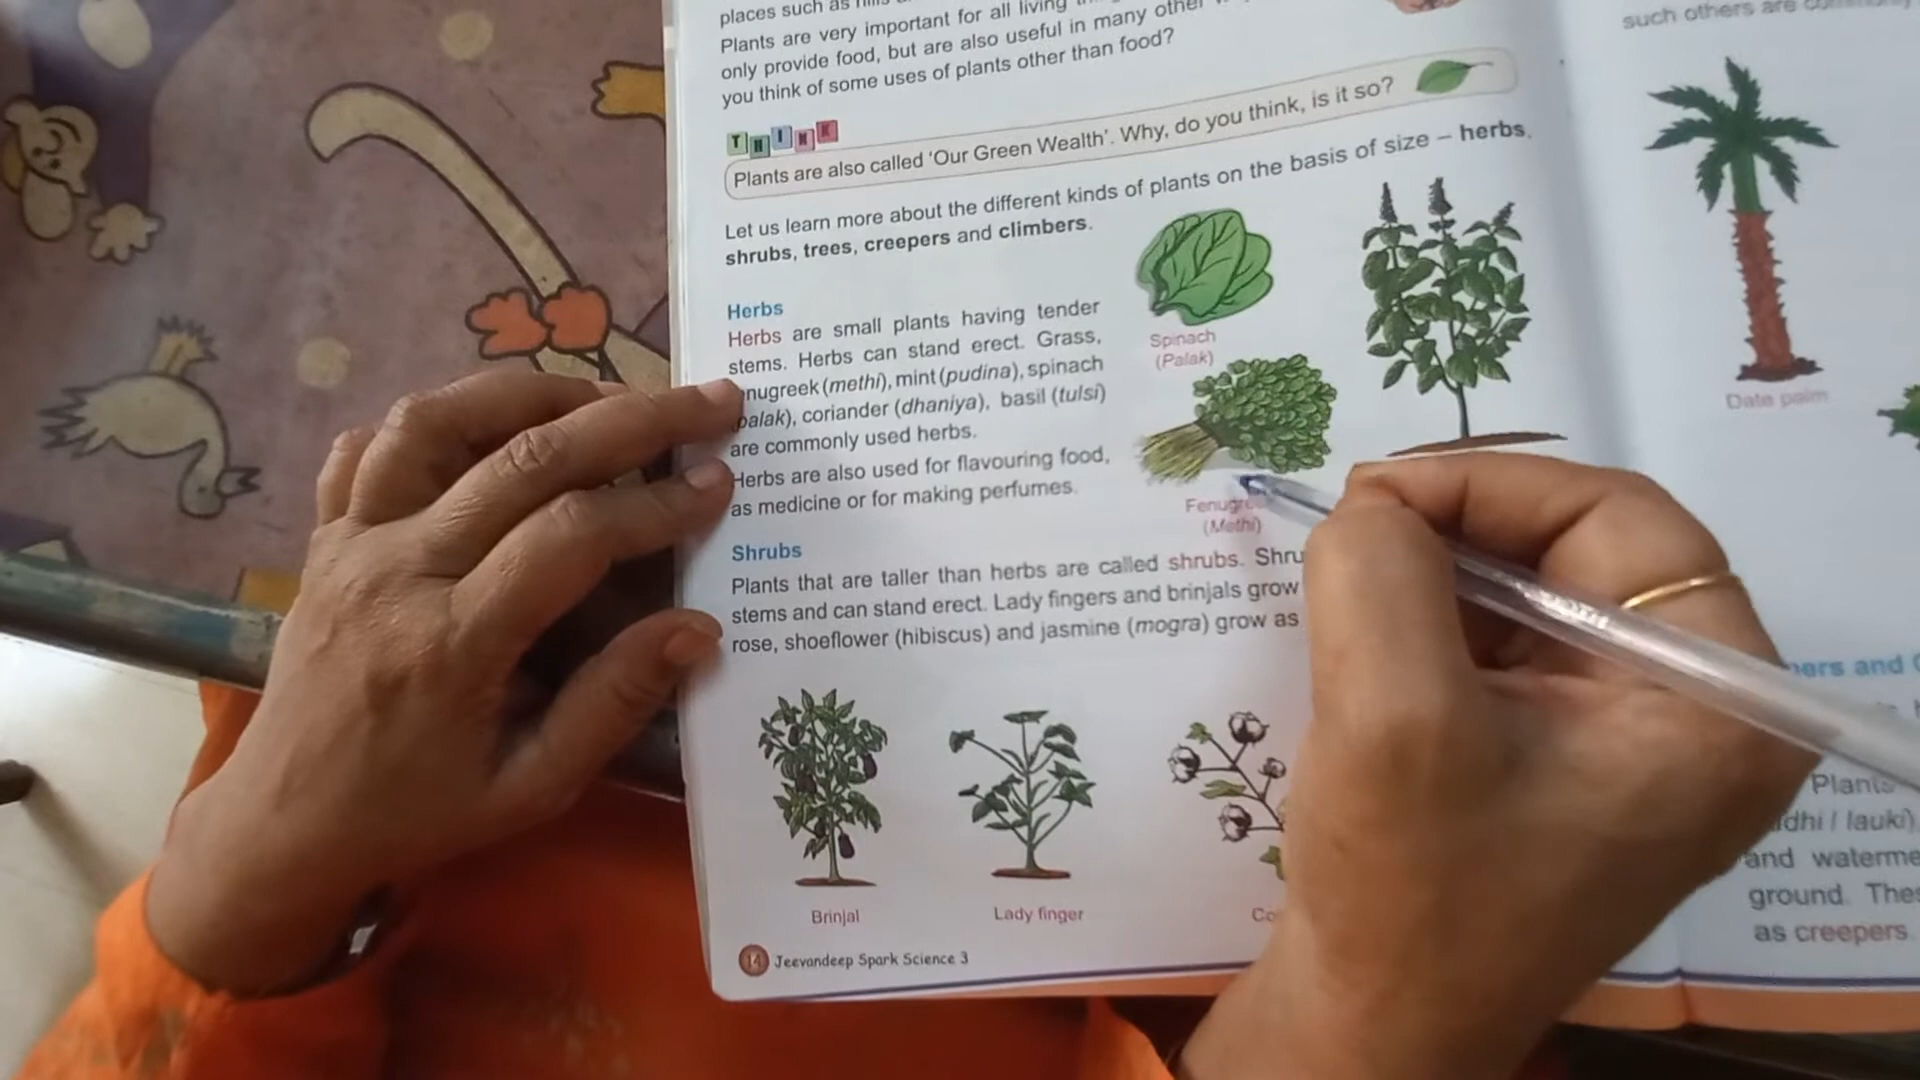 places such as
Plants are very important for all living
only provide food, but are also useful in many other
you think of some uses of plants other than food?
THINK
Plants are also called 'Our Green Wealth'. Why, do you think, is it so?
Let us learn more about the different kinds of plants on the basis of size – herbs,
shrubs, trees, creepers and climbers.
Herbs
Herbs are small plants having tender
stems. Herbs can stand erect. Grass,
nugreek (methi), mint (pudina), spinach
palak), coriander (dhaniya), basil (tulsi)
are commonly used herbs.
Herbs are also used for flavouring food,
as medicine or for making perfumes.
Spinach
(Palak)
Fenugre
(Methi)
Shrubs
Plants that are taller than herbs are called shrubs. Shru
stems and can stand erect. Lady fingers and brinjals grow
rose, shoeflower (hibiscus) and jasmine (mogra) grow as
Brinjal
Lady finger
Co
14 Jeevandeep Spark Science 3
such others are
Date palm
ers and
Plants
dhi / lauki)
and waterme
ground. Thes
as creepers